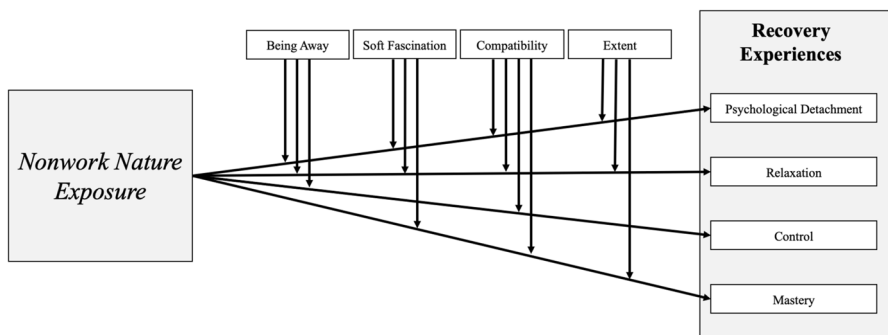 Being Away
Soft Fascination
Compatibility
Extent
Recovery
Experiences
Nonwork Nature
Exposure
Psychological Detachment
Relaxation
Control
Mastery